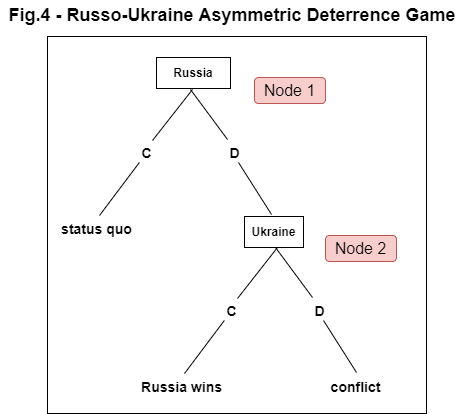 Fig.4 - Russo-Ukraine Asymmetric Deterrence Game
Russia
Node 1
C
D
status quo
Ukraine
Node 2
C
D
Russia wins
conflict